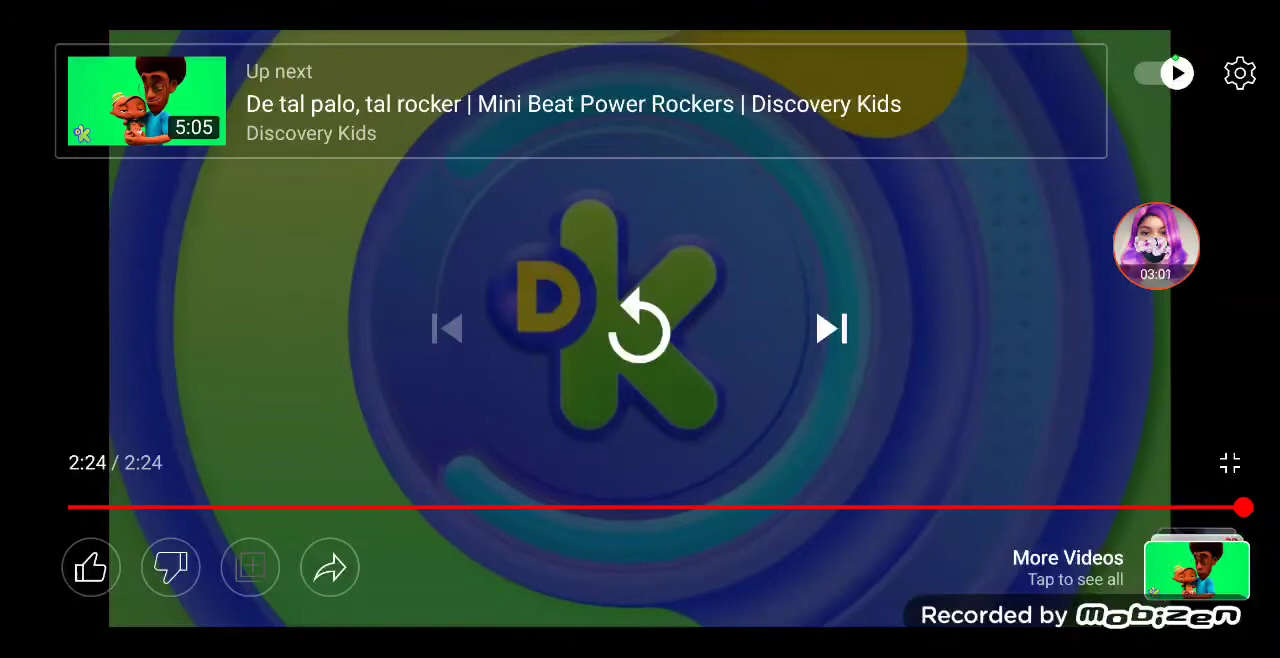 Up next
De tal palo, tal rocker | Mini Beat Power Rockers | Discovery Kids
Discovery Kids
5:05
03:01
DK
2:24 / 2:24
More Videos
Tap to see all
Recorded by Mobizen